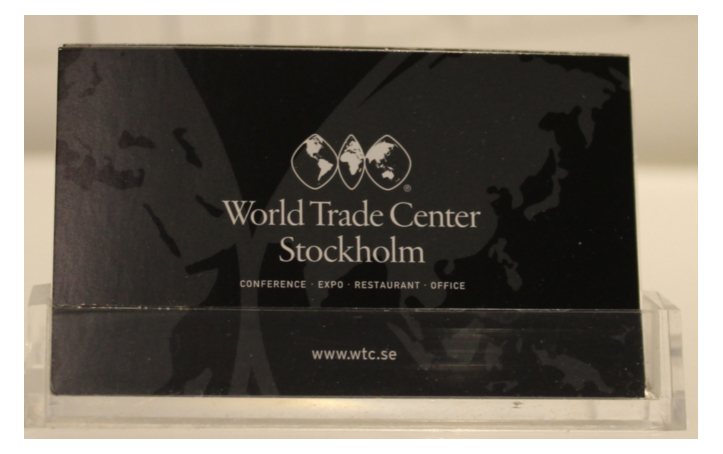 ®
World Trade Center
Stockholm
CONFERENCE · EXPO · RESTAURANT · OFFICE
www.wtc.se